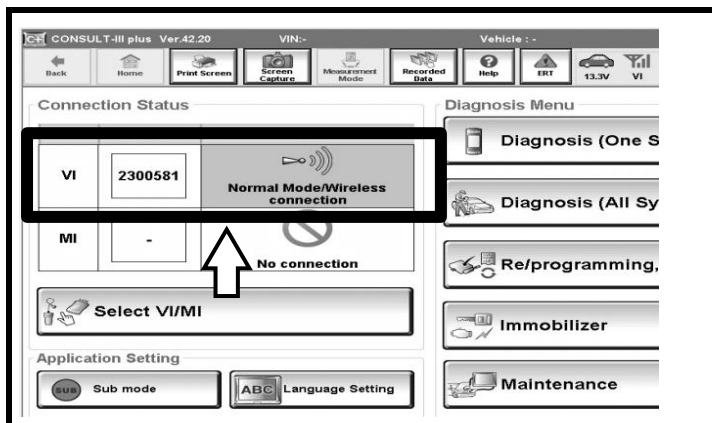 C+ CONSULT-III plus Ver.42.20 VIN:- Vehicle : -
Back Home Print Screen Screen Capture Measurement Mode Recorded Data Help ERT 13.3V VI
Connection Status
Diagnosis Menu
Diagnosis (One S
VI 2300581 Normal Mode/Wireless
connection
Diagnosis (All Sy
MI - No connection
Re/programming,
Select VI/MI
Immobilizer
Application Setting
SUB Sub mode ABC Language Setting
Maintenance